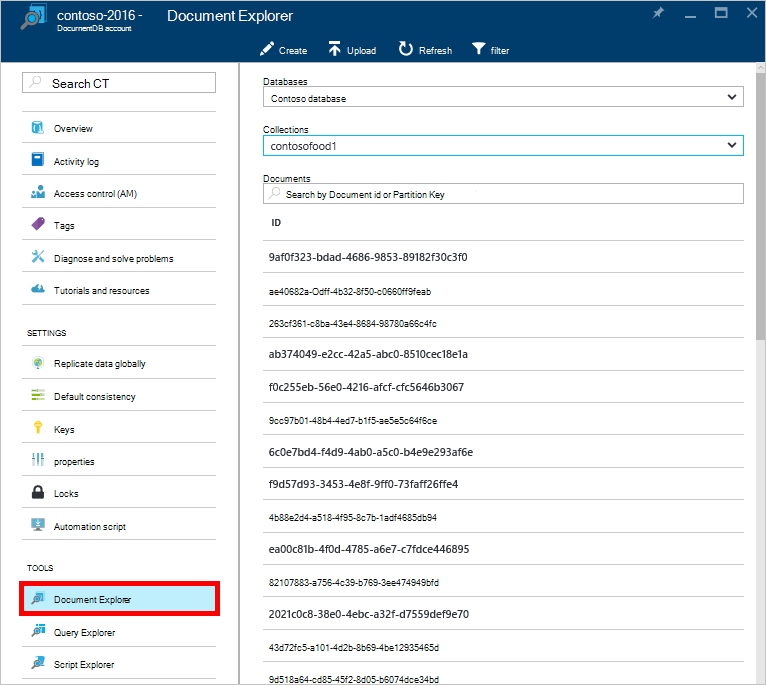 contoso-2016 -
DocurnentDB account
Document Explorer
Create
Upload
Refresh
filter
Search CT
Overview
Activity log
Access control (AM)
Tags
Diagnose and solve problems
Tutorials and resources
SETTINGS
Replicate data globally
Default consistency
Keys
properties
Locks
Automation script
TOOLS
Document Explorer
Query Explorer
Script Explorer
Databases
Contoso database
Collections
contosofood1
Documents
Search by Document id or Partition Key
ID
9af0f323-bdad-4686-9853-89182f30c3f0
ae40682a-Odff-4b32-8f50-c0660ff9feab
263cf361-c8ba-43e4-8684-98780a66c4fc
ab374049-e2cc-42a5-abc0-8510cec18e1a
f0c255eb-56e0-4216-afcf-cfc5646b3067
9cc97b01-48b4-4ed7-b1f5-ae5e5c64f6ce
6c0e7bd4-f4d9-4ab0-a5c0-b4e9e293af6e
f9d57d93-3453-4e8f-9ff0-73faff26ffe4
4b88e2d4-a518-4f95-8c7b-1adf4685db94
ea00c81b-4f0d-4785-a6e7-c7fdce446895
82107883-a756-4c39-b769-3ee474949bfd
2021c0c8-38e0-4ebc-a32f-d7559def9e70
43d72fc5-a101-4d2b-8b69-4be12935465d
9d518a64-cd85-45f2-8d05-b6074dce34bd